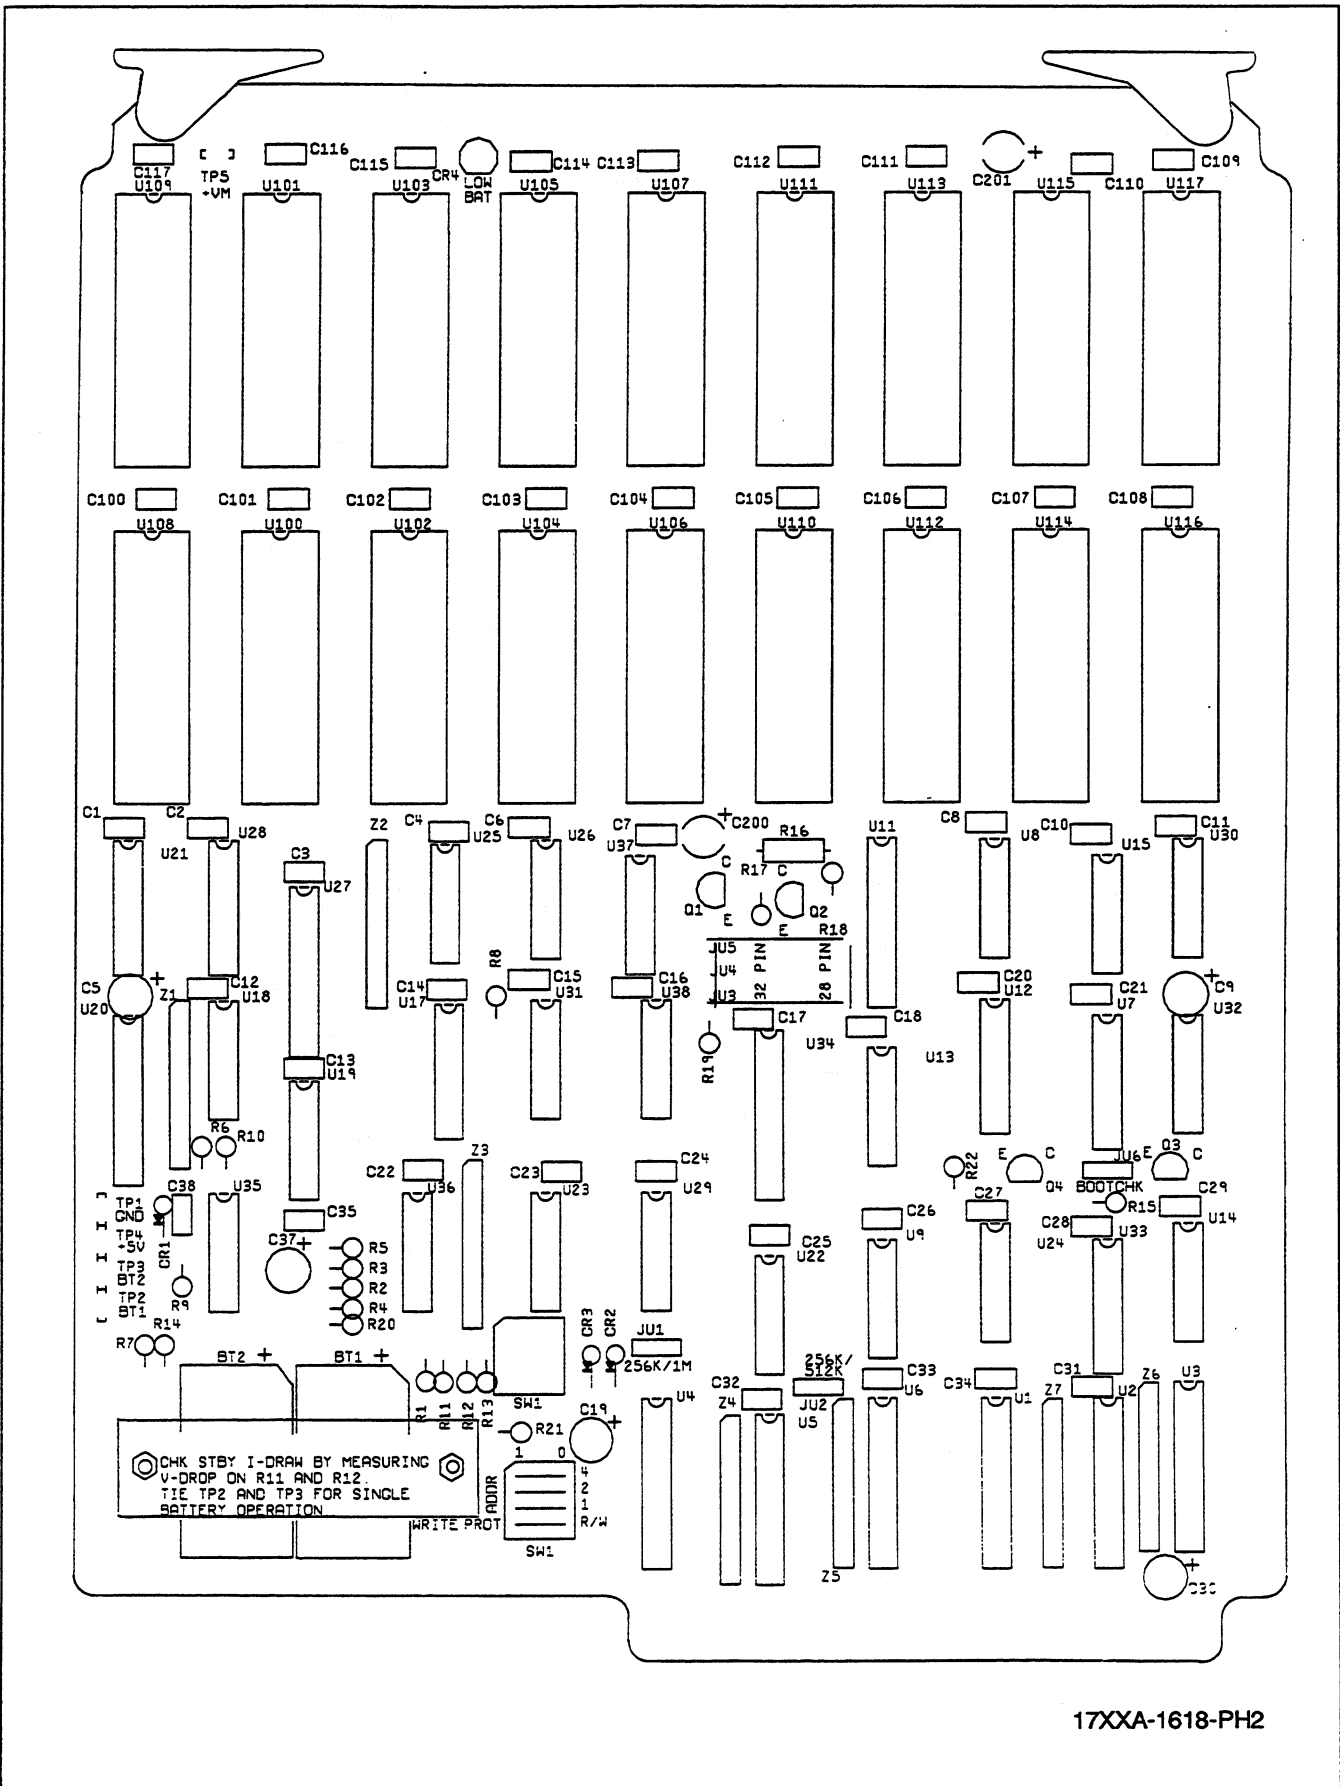 C117 C116 C115 CR4 C114 C113 C112 C111 + C201 C110 C109
TP5
+VM
LOW
BAT
U109 U101 U103 U105 U107 U111 U113 U115 U117
C100 C101 C102 C103 C104 C105 C106 C107 C108
U108 U100 U102 U104 U106 U110 U112 U114 U116
C1 C2 Z2 C4 C6 C7 + C200 R16 U11 C8 C10 C11
U21 U28 U25 U26 U37 U8 U15 U30
C3 U27 C R17 C
Q1 E Q2 E R18
R8
JU5
JU4
JU3
32 PIN
28 PIN
C5 + Z1 C12 C14 C15 C16 C20 C21 + C9
U20 U18 U17 U31 U38 U12 U7 U32
C17 U34 C18 U13
C13
U19
R19
R6 R10 Z3 R22 E C Q4 JU6 E Q3 C
BOOTCHK
C38 U35 C22 U36 C23 U23 C24 U29 C27 R15 C29
TP1
GND
TP4
+5V
TP3
BT2
TP2
BT1
CR1
R9
C35
C37 +
C26
U9
C28 U24 U33 U14
C25
U22
R5
R3
R2
R4
R20
R7 R14
CR3 CR2 JU1
256K/1M
256K/
512K
BT2 + BT1 +
SW1
R1 R11 R12 R13
C32 Z4 JU2 U5 C33 U6 C34 U1 Z7 C31 U2 Z6 U3
U4
R21 C19 +
CHK STBY I-DRAW BY MEASURING
V-DROP ON R11 AND R12.
TIE TP2 AND TP3 FOR SINGLE
BATTERY OPERATION
1 0
ADDR
4
2
1
R/W
WRITE PROT
SW1
Z5
+
17XXA-1618-PH2